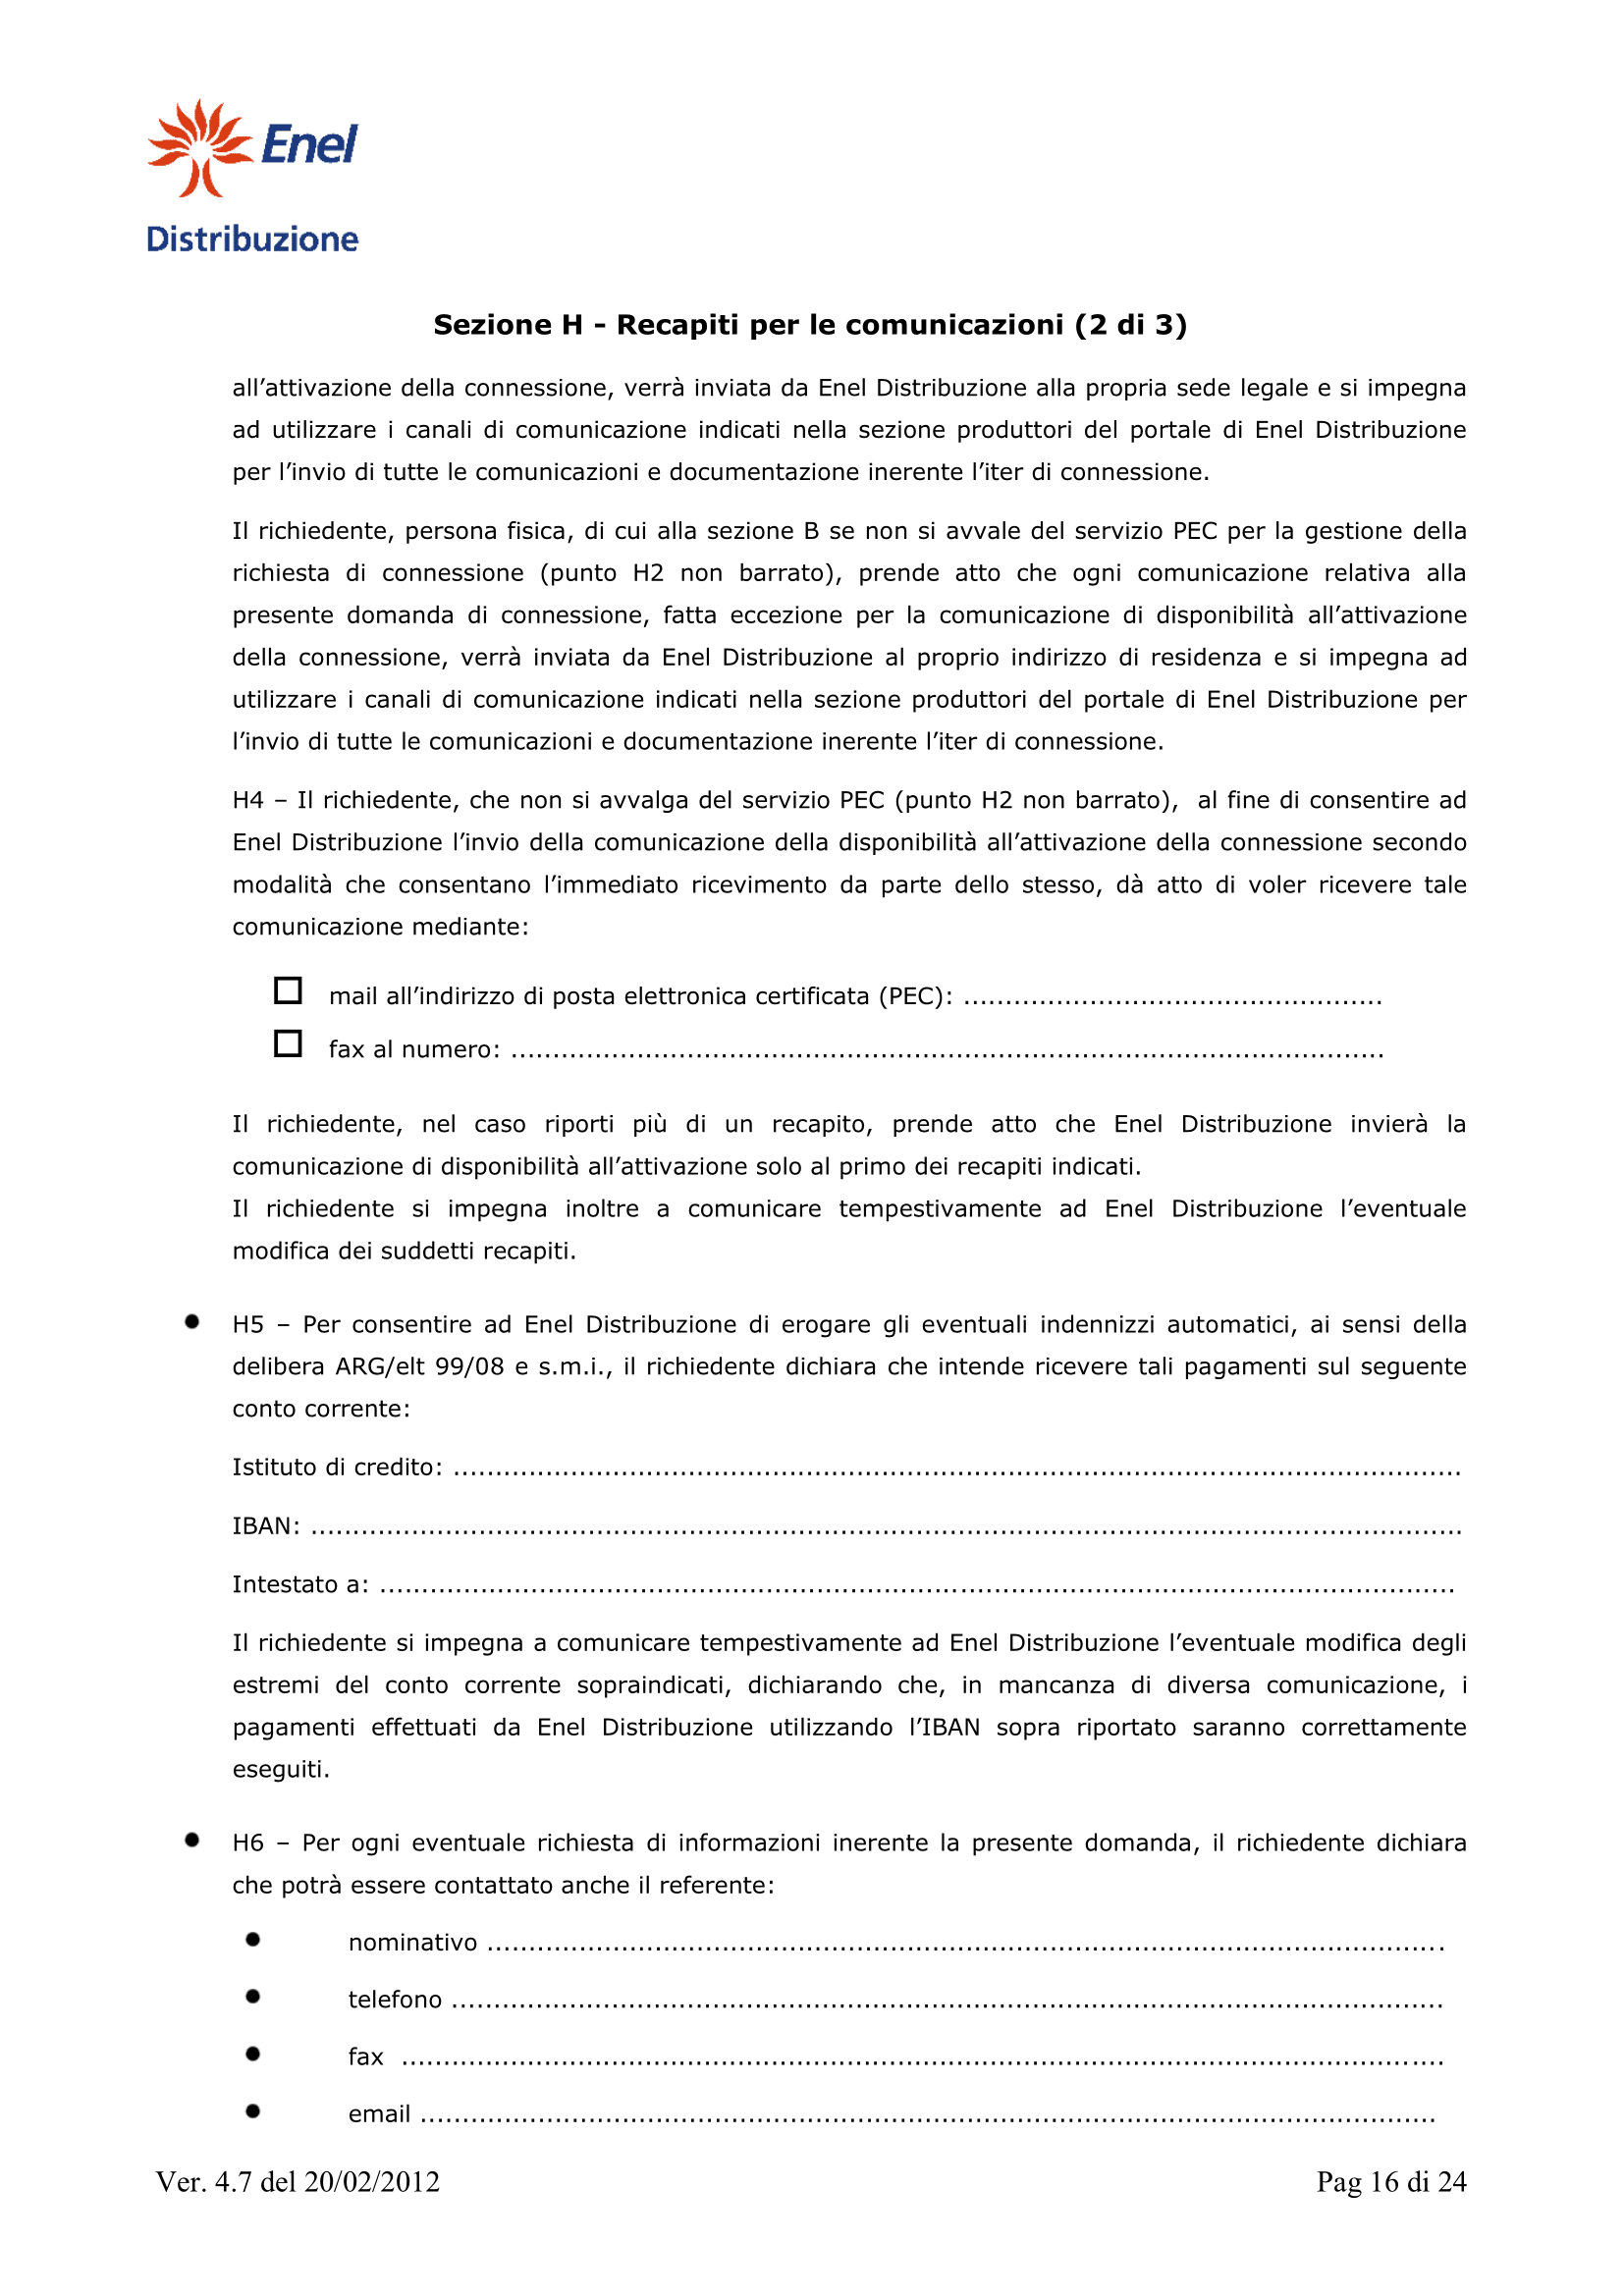 Enel
Distribuzione
Sezione H - Recapiti per le comunicazioni (2 di 3)
all’attivazione della connessione, verrà inviata da Enel Distribuzione alla propria sede legale e si impegna
ad utilizzare i canali di comunicazione indicati nella sezione produttori del portale di Enel Distribuzione
per l’invio di tutte le comunicazioni e documentazione inerente l’iter di connessione.
Il richiedente, persona fisica, di cui alla sezione B se non si avvale del servizio PEC per la gestione della
richiesta di connessione (punto H2 non barrato), prende atto che ogni comunicazione relativa alla
presente domanda di connessione, fatta eccezione per la comunicazione di disponibilità all’attivazione
della connessione, verrà inviata da Enel Distribuzione al proprio indirizzo di residenza e si impegna ad
utilizzare i canali di comunicazione indicati nella sezione produttori del portale di Enel Distribuzione per
l’invio di tutte le comunicazioni e documentazione inerente l’iter di connessione.
H4 – Il richiedente, che non si avvalga del servizio PEC (punto H2 non barrato), al fine di consentire ad
Enel Distribuzione l’invio della comunicazione della disponibilità all’attivazione della connessione secondo
modalità che consentano l’immediato ricevimento da parte dello stesso, dà atto di voler ricevere tale
comunicazione mediante:
☐ mail all’indirizzo di posta elettronica certificata (PEC): ..................................................
☐ fax al numero: ........................................................................................................
Il richiedente, nel caso riporti più di un recapito, prende atto che Enel Distribuzione invierà la
comunicazione di disponibilità all’attivazione solo al primo dei recapiti indicati.
Il richiedente si impegna inoltre a comunicare tempestivamente ad Enel Distribuzione l’eventuale
modifica dei suddetti recapiti.
• H5 – Per consentire ad Enel Distribuzione di erogare gli eventuali indennizzi automatici, ai sensi della
delibera ARG/elt 99/08 e s.m.i., il richiedente dichiara che intende ricevere tali pagamenti sul seguente
conto corrente:
Istituto di credito: ........................................................................................................................
IBAN: .........................................................................................................................................
Intestato a: ................................................................................................................................
Il richiedente si impegna a comunicare tempestivamente ad Enel Distribuzione l’eventuale modifica degli
estremi del conto corrente sopraindicati, dichiarando che, in mancanza di diversa comunicazione, i
pagamenti effettuati da Enel Distribuzione utilizzando l’IBAN sopra riportato saranno correttamente
eseguiti.
• H6 – Per ogni eventuale richiesta di informazioni inerente la presente domanda, il richiedente dichiara
che potrà essere contattato anche il referente:
• nominativo ..................................................................................................................
• telefono ......................................................................................................................
• fax ............................................................................................................................
• email .........................................................................................................................
Ver. 4.7 del 20/02/2012
Pag 16 di 24